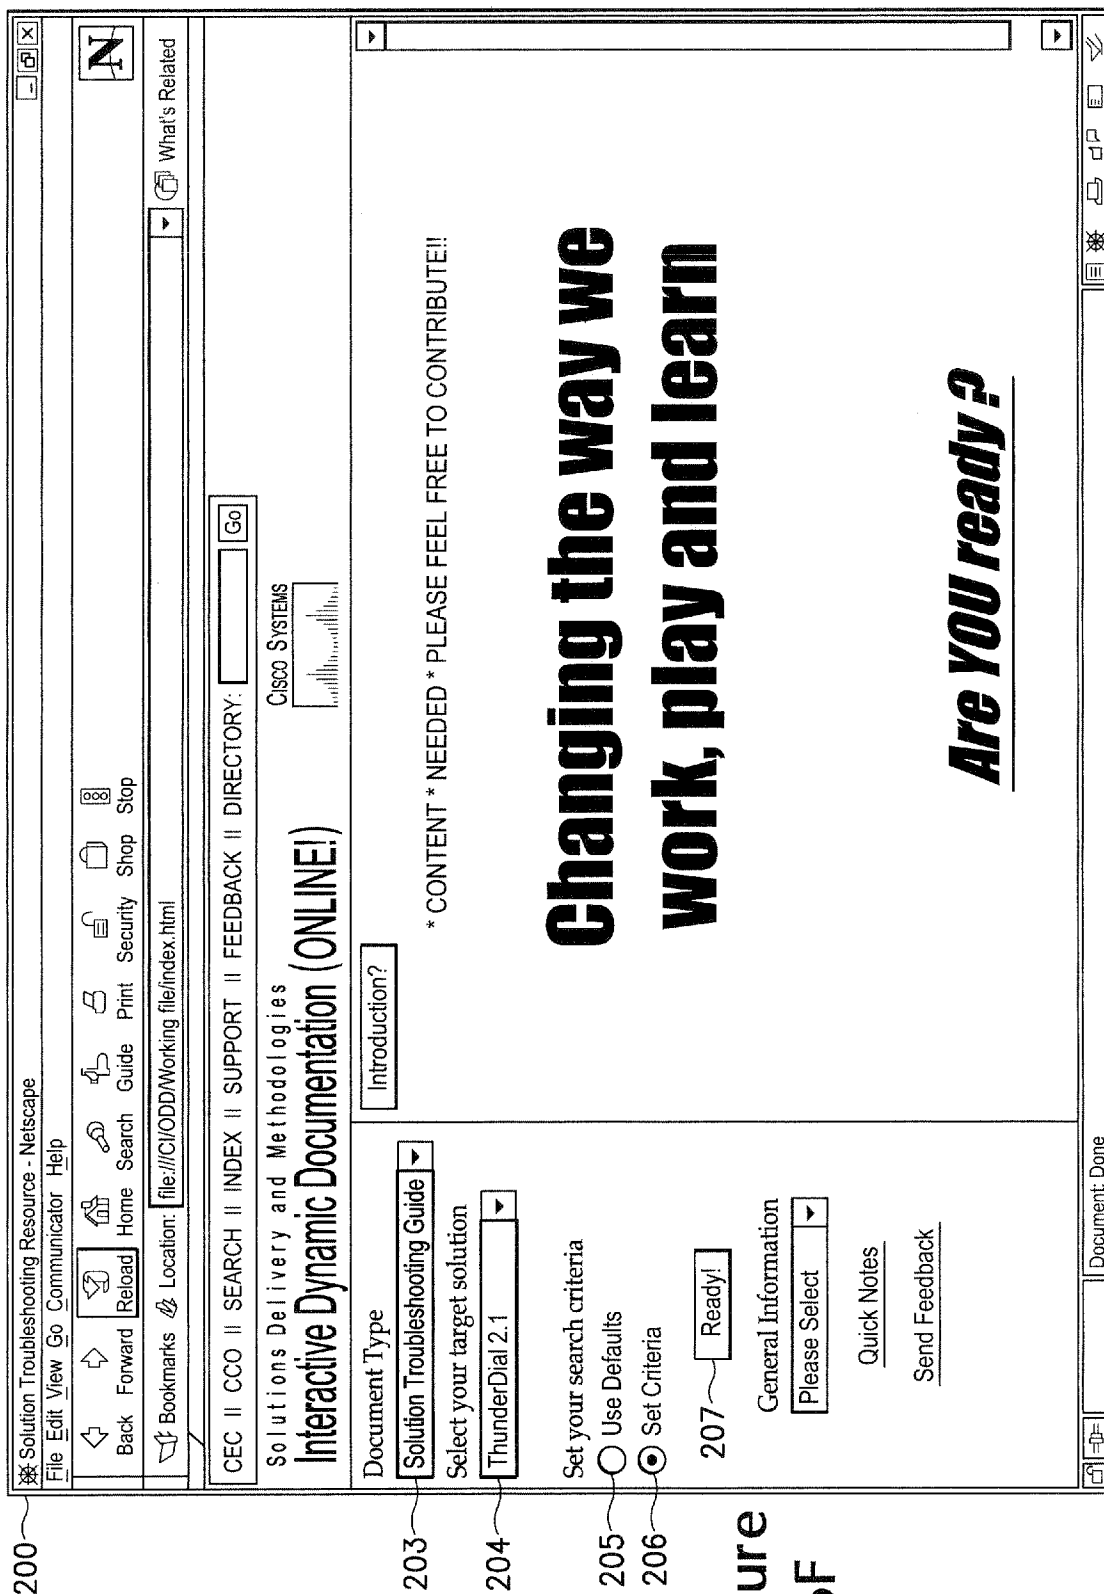 200
Solution Troubleshooting Resource - Netscape
File Edit View Go Communicator Help
Back Forward Reload Home Search Guide Print Security Shop Stop
N
Bookmarks Location: file:///CI/ODD/Working file/index.html What's Related
CEC || CCO || SEARCH || INDEX || SUPPORT || FEEDBACK || DIRECTORY: Go
Solutions Delivery and Methodologies
Interactive Dynamic Documentation (ONLINE!)
CISCO SYSTEMS
Document Type
203 Solution Troubleshooting Guide
Select your target solution
204 ThunderDial 2.1
Set your search criteria
205 Use Defaults
206 Set Criteria
207 Ready!
General Information
Please Select
Quick Notes
Send Feedback
Introduction?
* CONTENT * NEEDED * PLEASE FEEL FREE TO CONTRIBUTE!!
Changing the way we
work, play and learn
Are YOU ready ?
Document: Done
ure